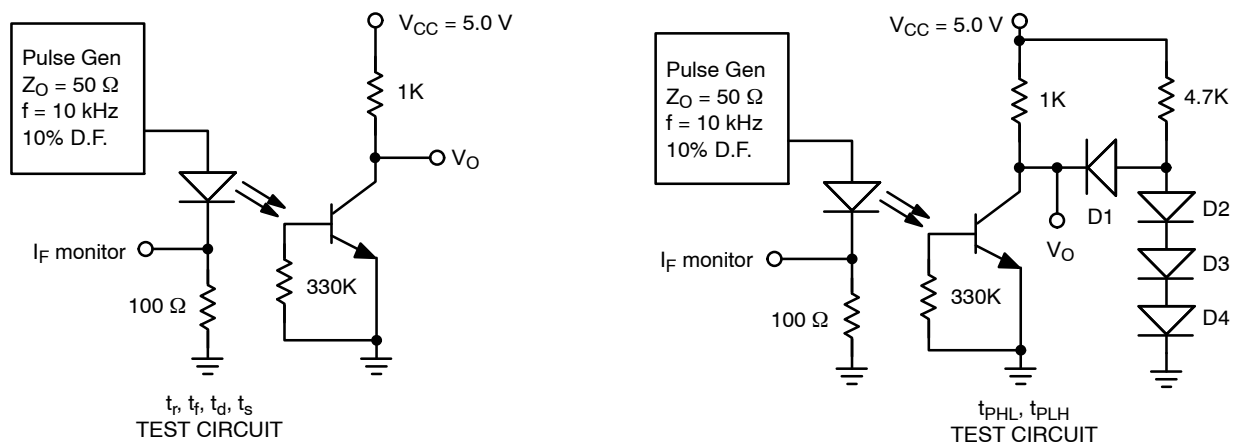 Pulse Gen
Z_O = 50 Ω
f = 10 kHz
10% D.F.
V_CC = 5.0 V
1K
V_O
I_F monitor
330K
100 Ω
t_r, t_f, t_d, t_s
TEST CIRCUIT
Pulse Gen
Z_O = 50 Ω
f = 10 kHz
10% D.F.
V_CC = 5.0 V
1K
4.7K
D1
D2
V_O
D3
I_F monitor
330K
D4
100 Ω
t_PHL, t_PLH
TEST CIRCUIT